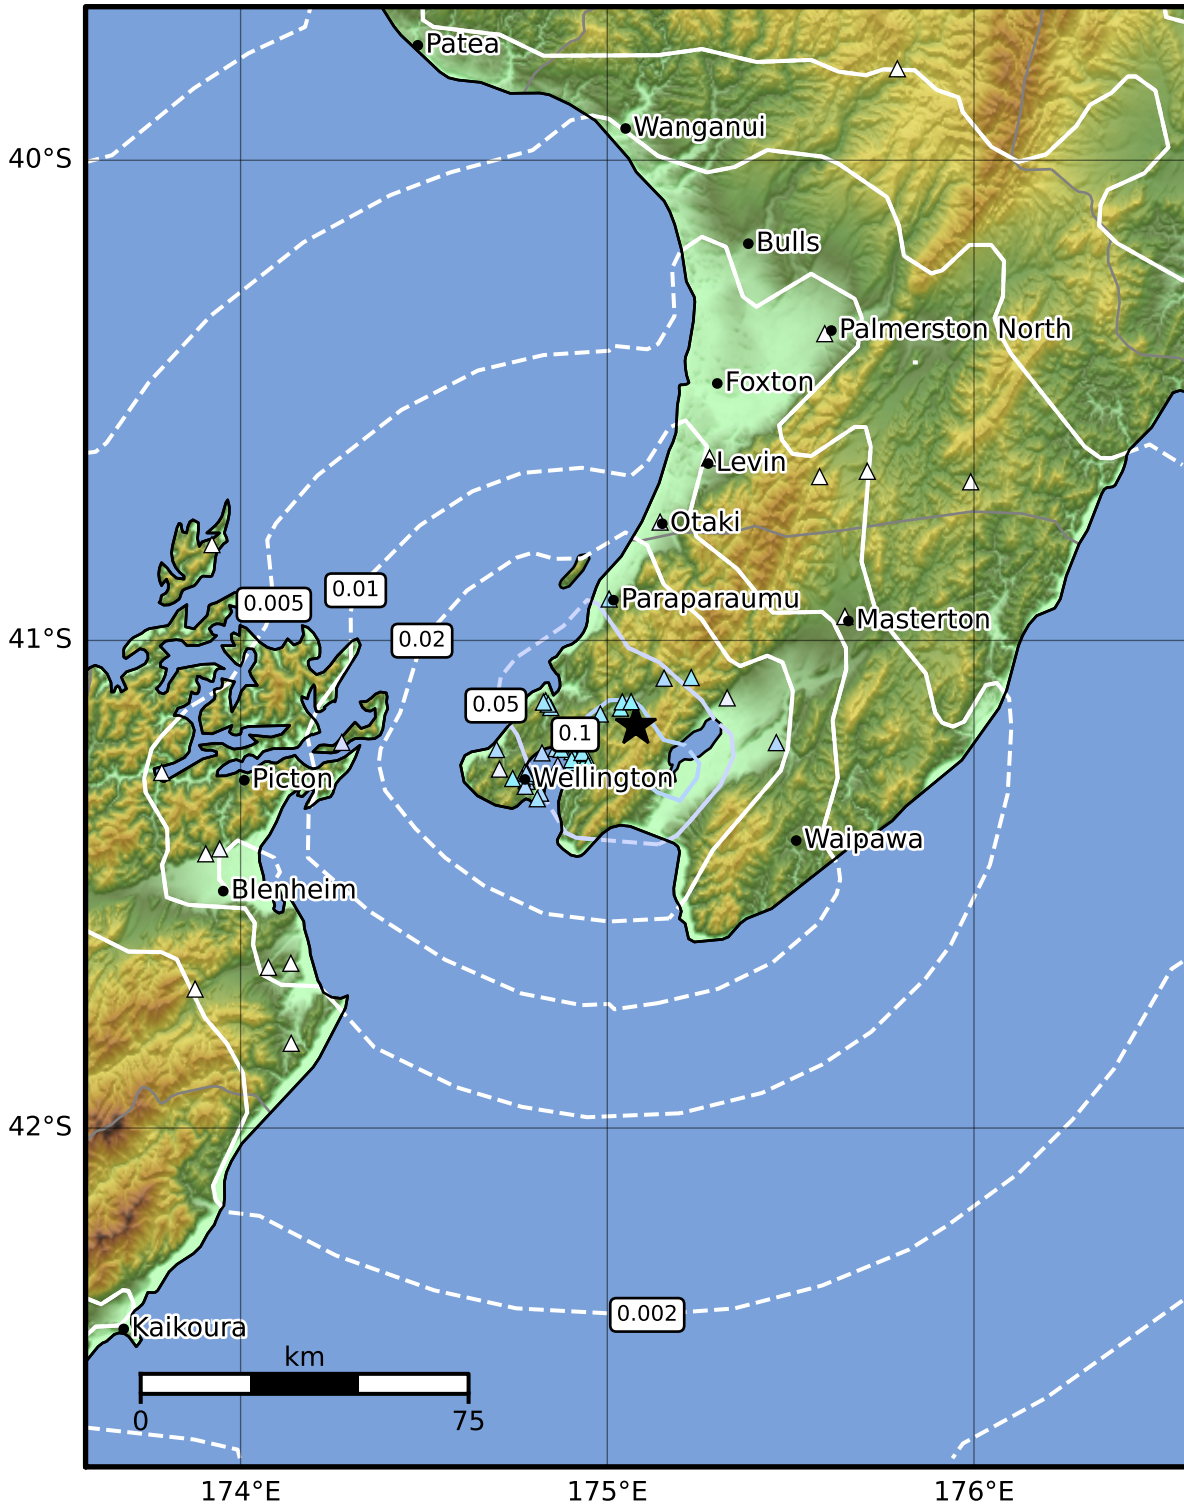 Patea
Wanganui
40°S
Bulls
Palmerston North
Foxton
Levin
Otaki
0.01
0.005
Paraparaumu
Masterton
41°S
0.02
0.05
0.1
Picton
Wellington
Waipawa
Blenheim
42°S
0.002
Kaikoura
km
0
75
174°E
175°E
176°E